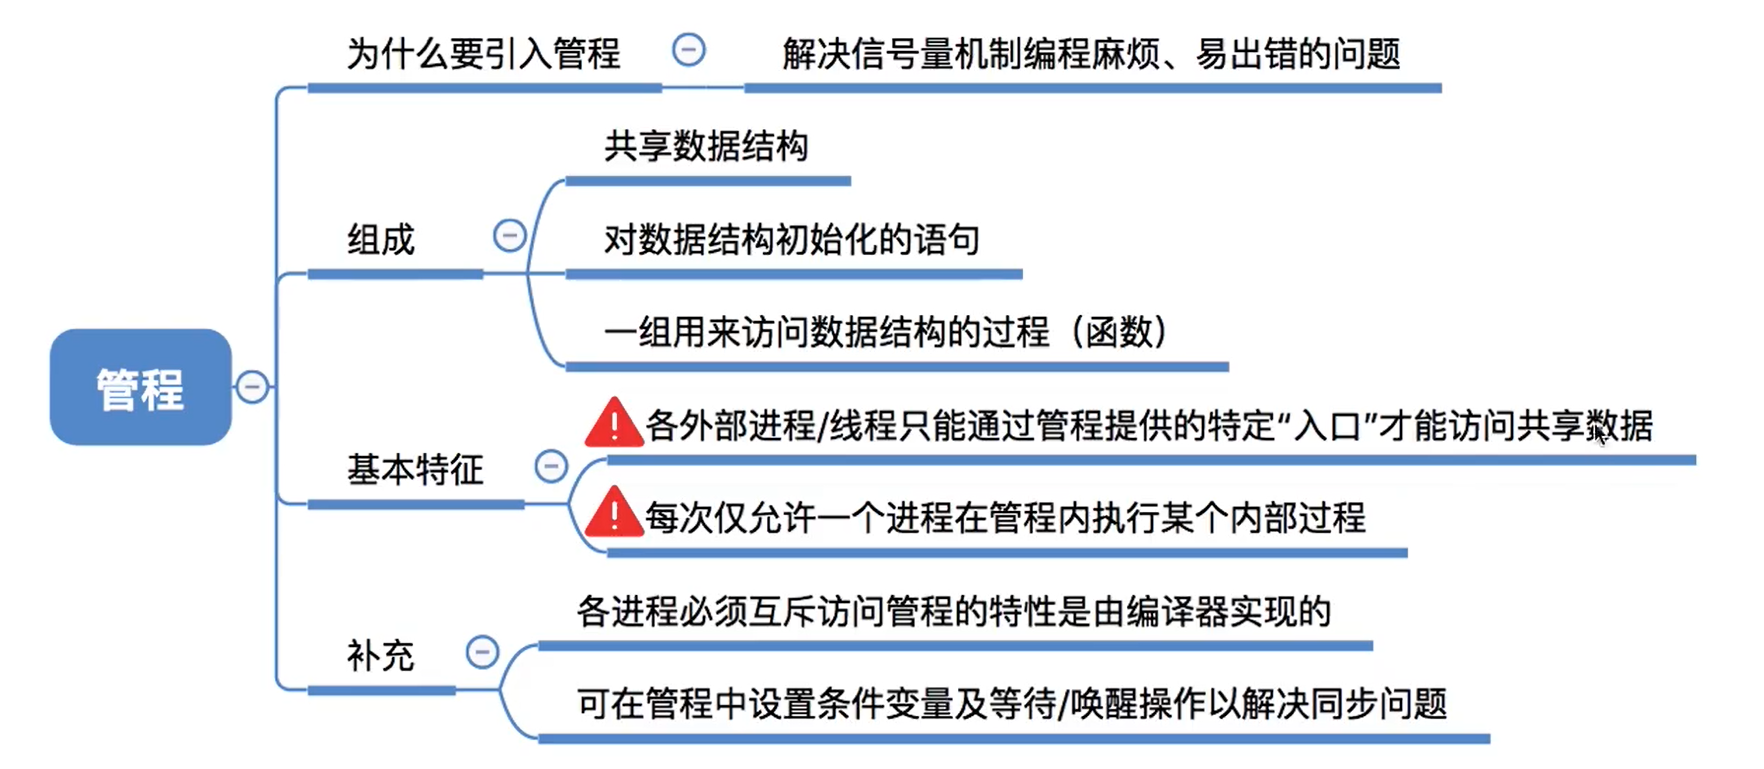 为什么要引入管程
解决信号量机制编程麻烦、易出错的问题
共享数据结构
组成
对数据结构初始化的语句
一组用来访问数据结构的过程（函数）
管程
各外部进程/线程只能通过管程提供的特定“入口”才能访问共享数据
基本特征
每次仅允许一个进程在管程内执行某个内部过程
各进程必须互斥访问管程的特性是由编译器实现的
补充
可在管程中设置条件变量及等待/唤醒操作以解决同步问题